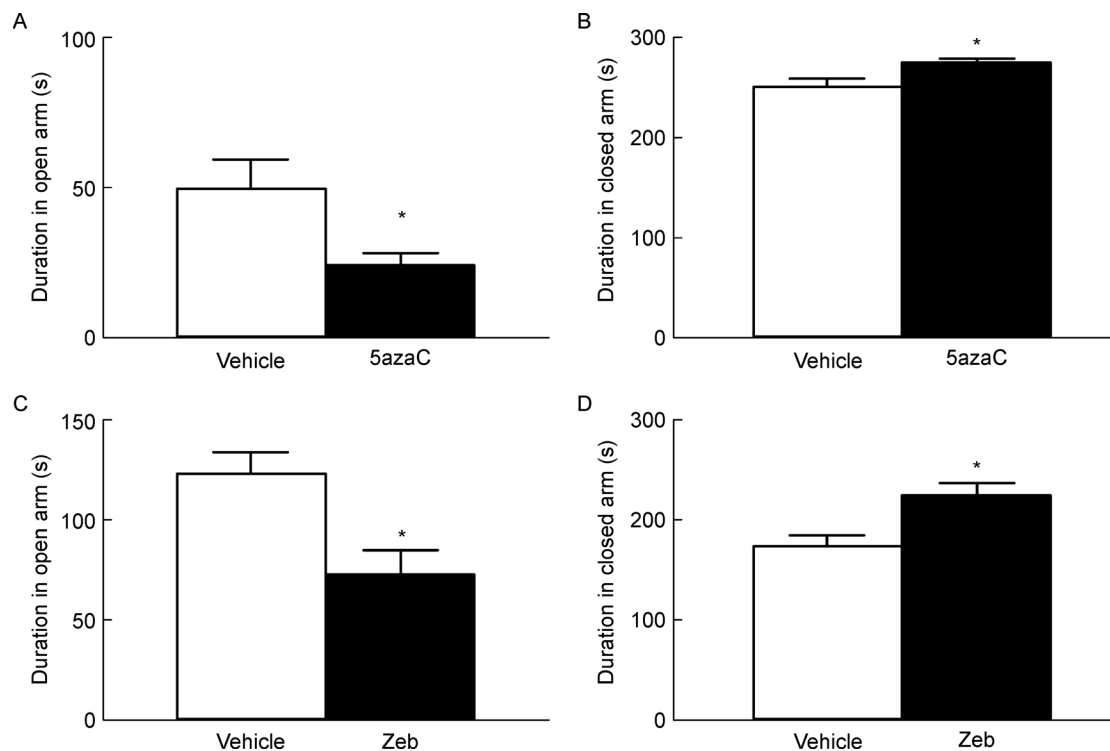 A
Duration in open arm (s)
100
50
0
*
Vehicle
5azaC
B
Duration in closed arm (s)
300
200
100
0
*
Vehicle
5azaC
C
Duration in open arm (s)
150
100
50
0
*
Vehicle
Zeb
D
Duration in closed arm (s)
300
200
100
0
*
Vehicle
Zeb